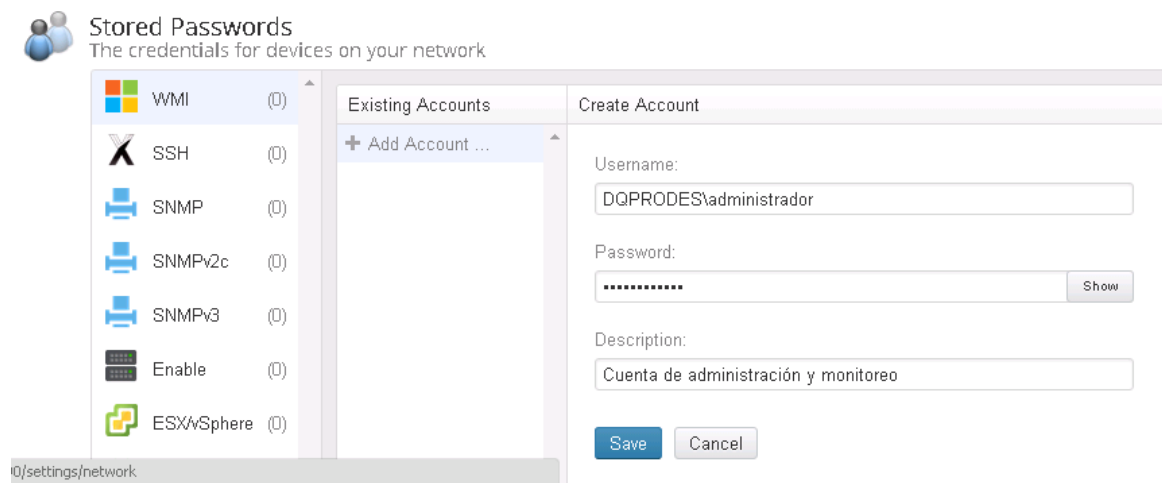 Stored Passwords
The credentials for devices on your network
WMI (0)
SSH (0)
SNMP (0)
SNMPv2c (0)
SNMPv3 (0)
Enable (0)
ESX/vSphere (0)
Existing Accounts
+ Add Account ...
Create Account
Username:
DQPRODES\administrador
Password:
••••••••••••
Show
Description:
Cuenta de administración y monitoreo
Save
Cancel
0/settings/network